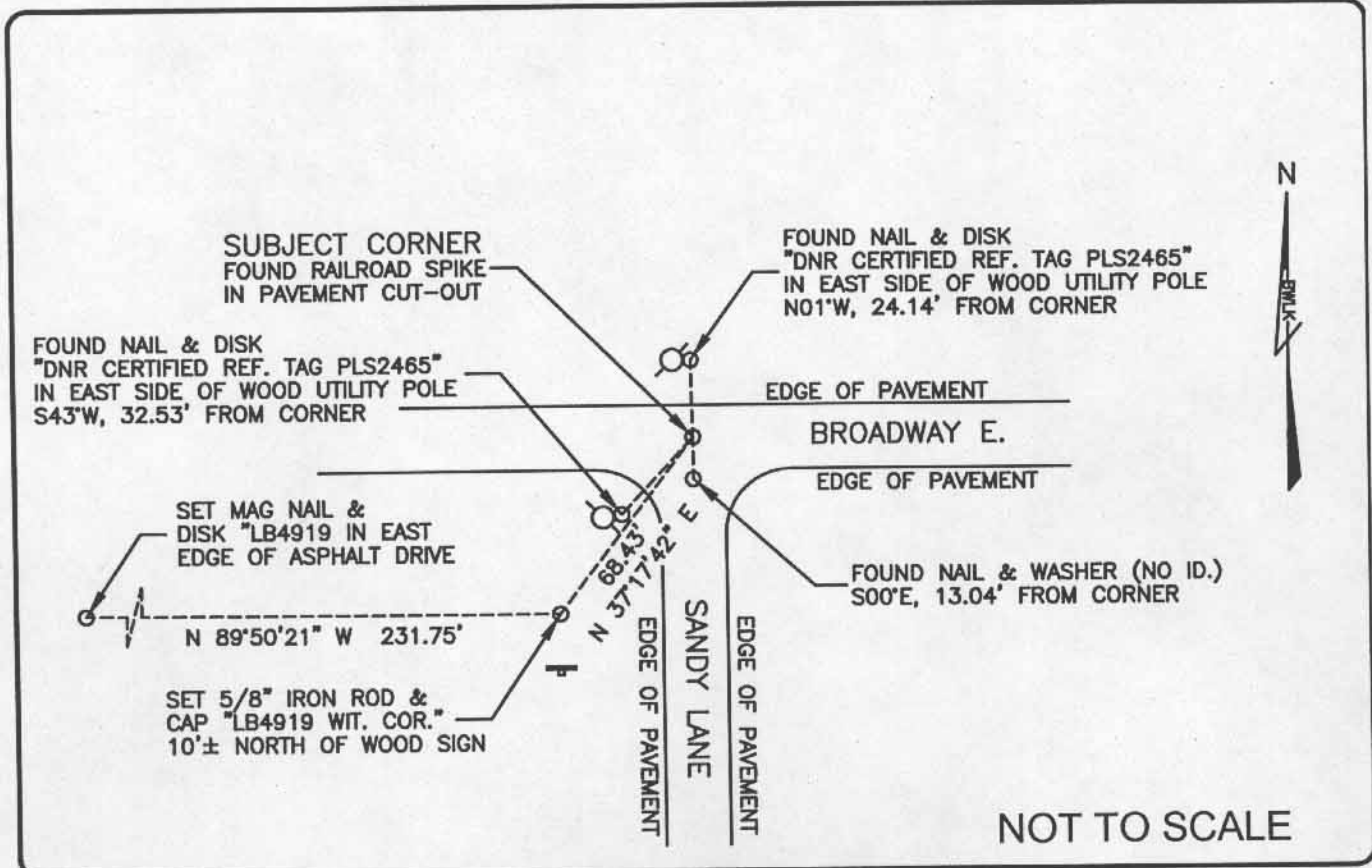 N
BWLK
SUBJECT CORNER
FOUND RAILROAD SPIKE
IN PAVEMENT CUT-OUT
FOUND NAIL & DISK
"DNR CERTIFIED REF. TAG PLS2465"
IN EAST SIDE OF WOOD UTILITY POLE
N01°W, 24.14' FROM CORNER
FOUND NAIL & DISK
"DNR CERTIFIED REF. TAG PLS2465"
IN EAST SIDE OF WOOD UTILITY POLE
S43°W, 32.53' FROM CORNER
EDGE OF PAVEMENT
BROADWAY E.
EDGE OF PAVEMENT
SET MAG NAIL &
DISK "LB4919 IN EAST
EDGE OF ASPHALT DRIVE
68.43'
N 37°17'42" E
FOUND NAIL & WASHER (NO ID.)
S00°E, 13.04' FROM CORNER
N 89°50'21" W 231.75'
EDGE OF PAVEMENT
SANDY LANE
EDGE OF PAVEMENT
SET 5/8" IRON ROD &
CAP "LB4919 WIT. COR."
10'± NORTH OF WOOD SIGN
NOT TO SCALE